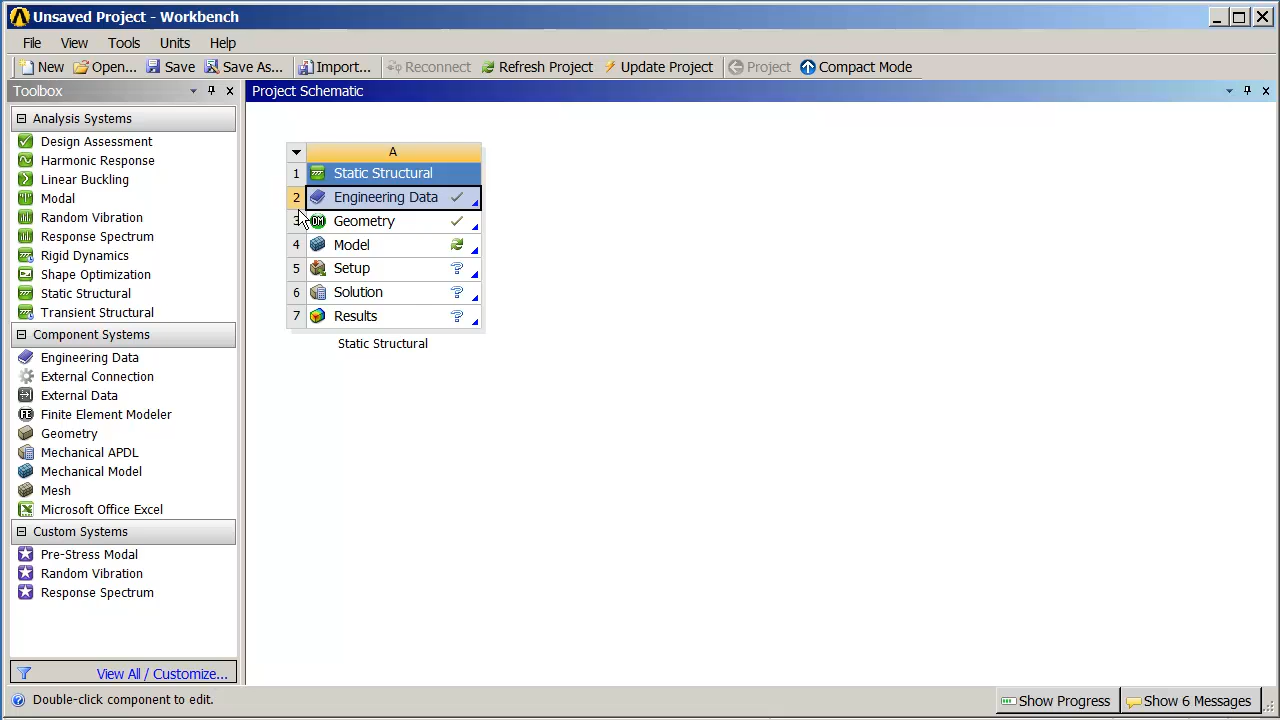 Unsaved Project - Workbench
File View Tools Units Help
New Open... Save Save As... Import... Reconnect Refresh Project Update Project Project Compact Mode
Toolbox
Analysis Systems
Design Assessment
Harmonic Response
Linear Buckling
Modal
Random Vibration
Response Spectrum
Rigid Dynamics
Shape Optimization
Static Structural
Transient Structural
Component Systems
Engineering Data
External Connection
External Data
Finite Element Modeler
Geometry
Mechanical APDL
Mechanical Model
Mesh
Microsoft Office Excel
Custom Systems
Pre-Stress Modal
Random Vibration
Response Spectrum
View All / Customize...
Project Schematic
A
1 Static Structural
2 Engineering Data
3 Geometry
4 Model
5 Setup
6 Solution
7 Results
Static Structural
Double-click component to edit.
Show Progress Show 6 Messages